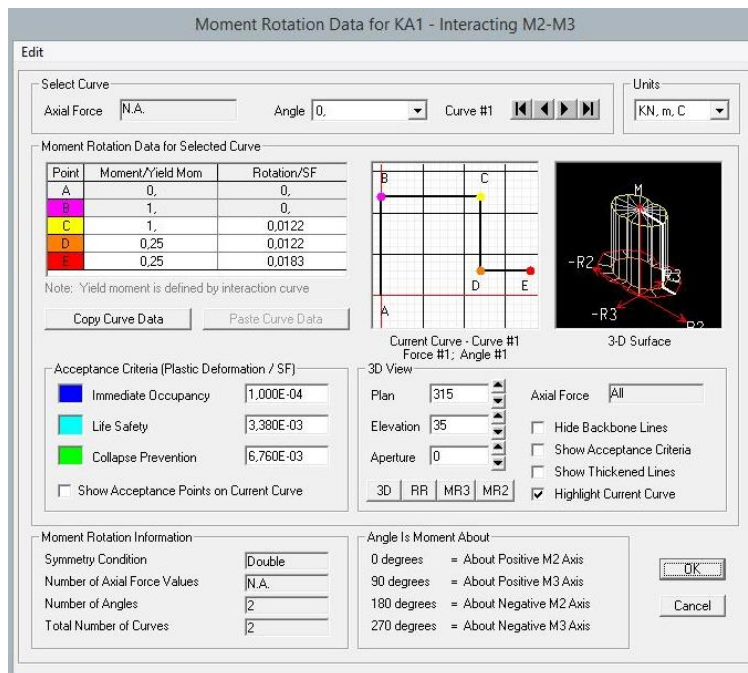 Moment Rotation Data for KA1 - Interacting M2-M3
Edit
Select Curve
Axial Force N.A. Angle 0, Curve #1
Units
KN, m, C
Moment Rotation Data for Selected Curve
Point Moment/Yield Mom Rotation/SF
A 0, 0,
B 1, 0,
C 1, 0,0122
D 0,25 0,0122
E 0,25 0,0183
Note: Yield moment is defined by interaction curve
Copy Curve Data Paste Curve Data
B C
D E
A
Current Curve - Curve #1
Force #1; Angle #1
M
-R2
R3
-R3
R2
3-D Surface
Acceptance Criteria (Plastic Deformation / SF)
Immediate Occupancy 1,000E-04
Life Safety 3,380E-03
Collapse Prevention 6,760E-03
Show Acceptance Points on Current Curve
3D View
Plan 315
Elevation 35
Aperture 0
3D RR MR3 MR2
Axial Force All
Hide Backbone Lines
Show Acceptance Criteria
Show Thickened Lines
Highlight Current Curve
Moment Rotation Information
Symmetry Condition Double
Number of Axial Force Values N.A.
Number of Angles 2
Total Number of Curves 2
Angle Is Moment About
0 degrees = About Positive M2 Axis
90 degrees = About Positive M3 Axis
180 degrees = About Negative M2 Axis
270 degrees = About Negative M3 Axis
OK
Cancel